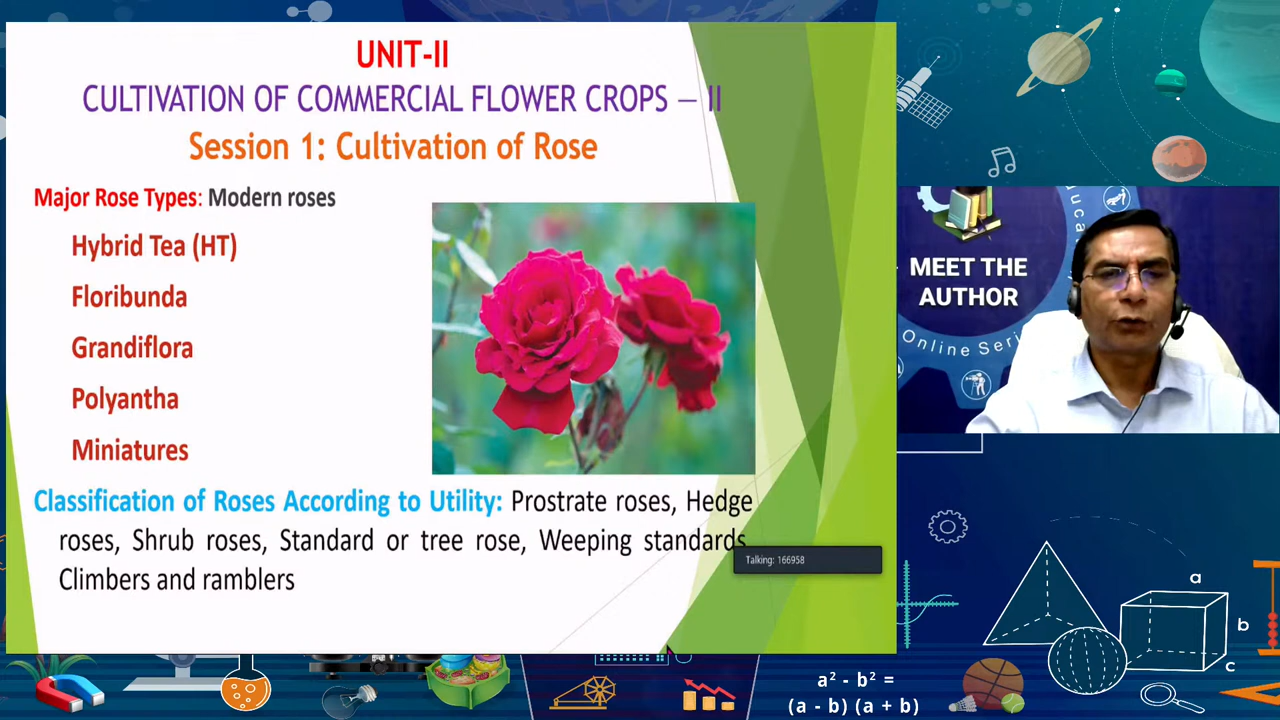 UNIT-II
CULTIVATION OF COMMERCIAL FLOWER CROPS – II
Session 1: Cultivation of Rose
Major Rose Types: Modern roses
Hybrid Tea (HT)
Floribunda
Grandiflora
Polyantha
Miniatures
Classification of Roses According to Utility: Prostrate roses, Hedge
roses, Shrub roses, Standard or tree rose, Weeping standards
Climbers and ramblers
Talking: 166958
MEET THE
AUTHOR
Online Seri
a
b
c
a² - b² =
(a - b) (a + b)